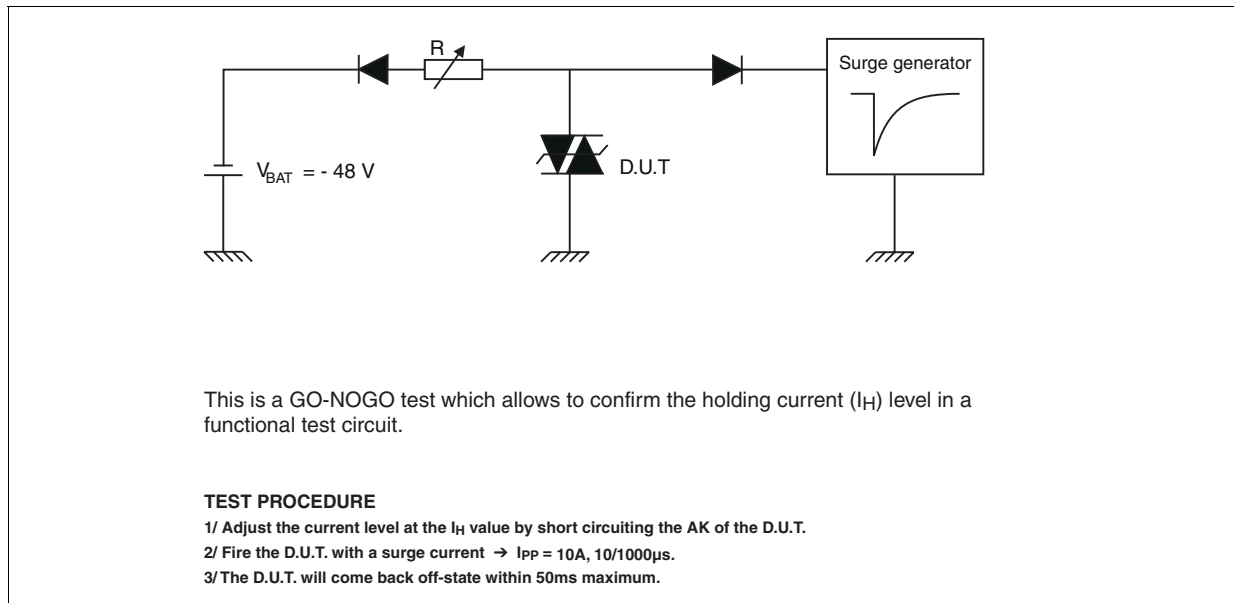 R
Surge generator
V_BAT = - 48 V
D.U.T
This is a GO-NOGO test which allows to confirm the holding current (I_H) level in a
functional test circuit.
TEST PROCEDURE
1/ Adjust the current level at the I_H value by short circuiting the AK of the D.U.T.
2/ Fire the D.U.T. with a surge current → I_PP = 10A, 10/1000µs.
3/ The D.U.T. will come back off-state within 50ms maximum.